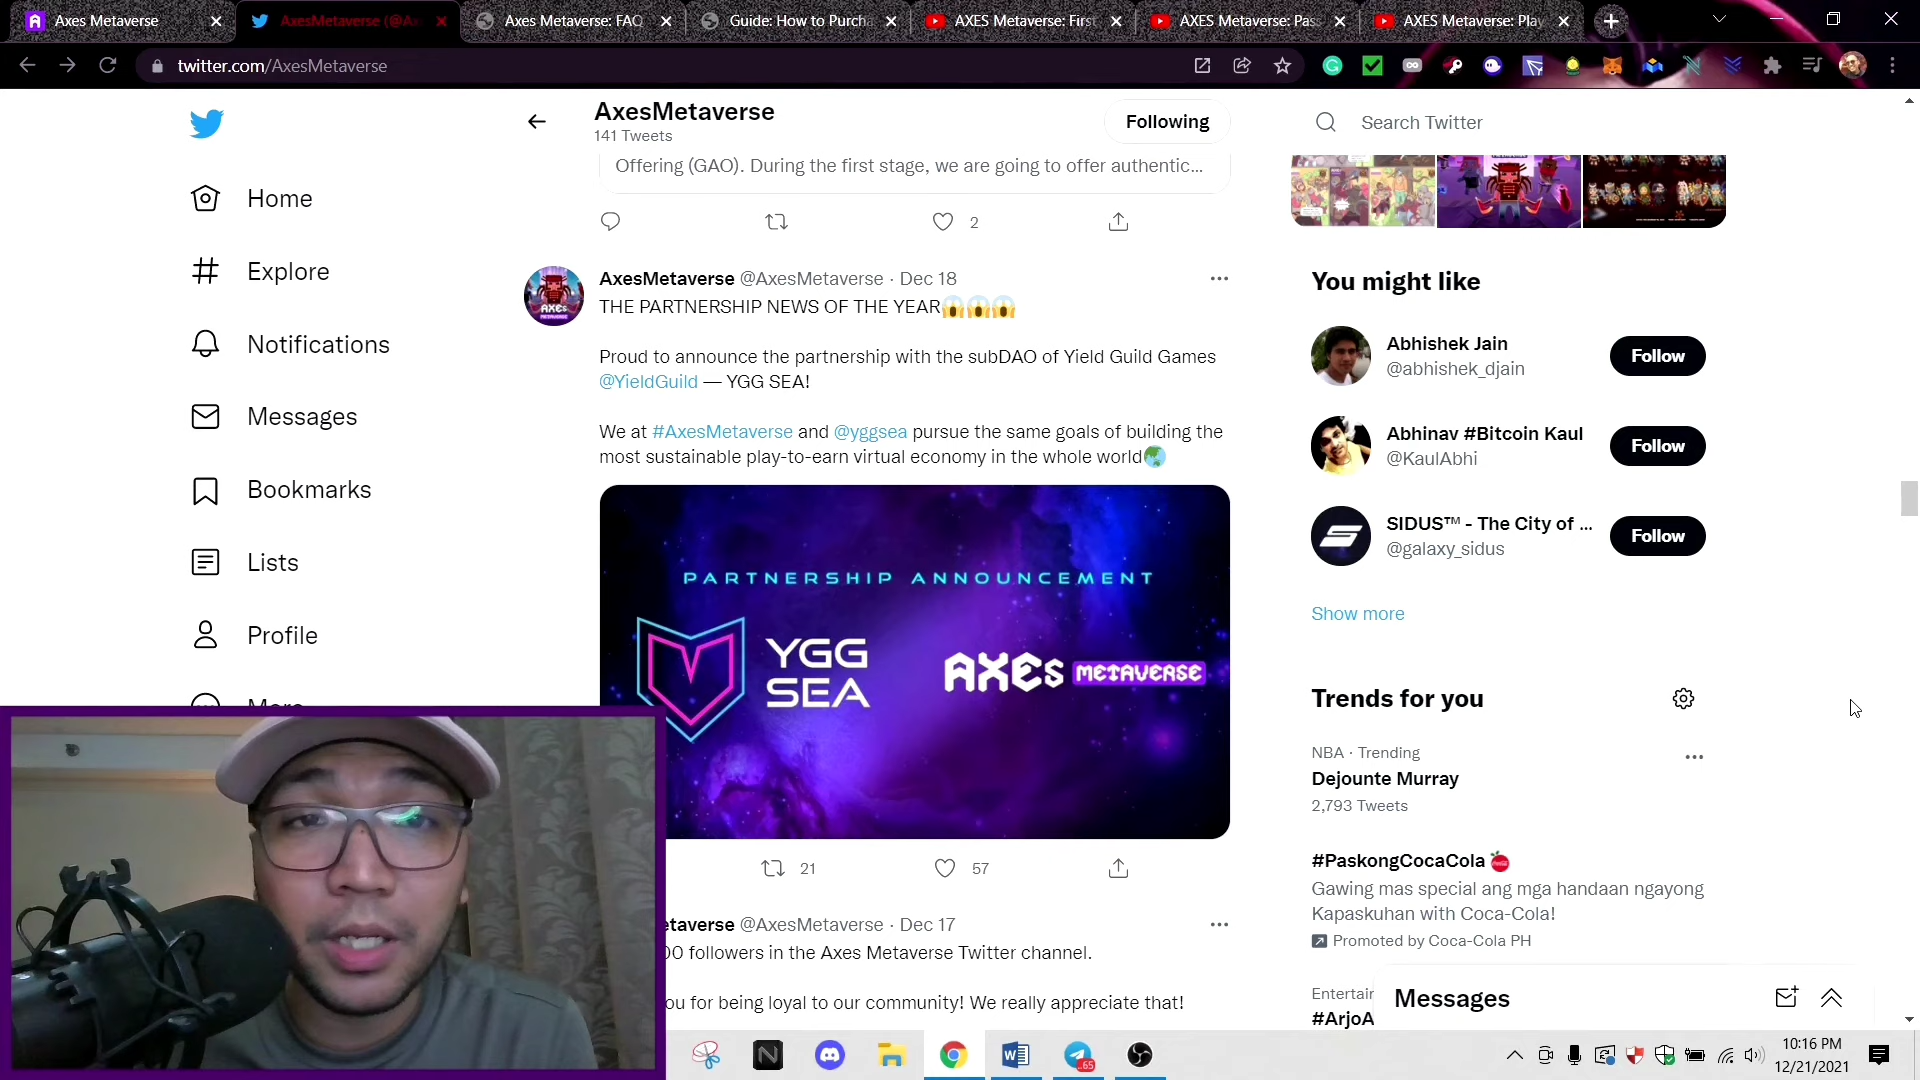 Axes Metaverse
AxesMetaverse (@Ax
Axes Metaverse: FAQ
Guide: How to Purcha
AXES Metaverse: First
AXES Metaverse: Pass
AXES Metaverse: Play
twitter.com/AxesMetaverse
AxesMetaverse
141 Tweets
Following
Search Twitter
Home
Explore
Notifications
Messages
Bookmarks
Lists
Profile
More
Offering (GAO). During the first stage, we are going to offer authentic...
2
AxesMetaverse @AxesMetaverse · Dec 18
THE PARTNERSHIP NEWS OF THE YEAR😱😱😱
Proud to announce the partnership with the subDAO of Yield Guild Games
@YieldGuild — YGG SEA!
We at #AxesMetaverse and @yggsea pursue the same goals of building the
most sustainable play-to-earn virtual economy in the whole world🌏
PARTNERSHIP ANNOUNCEMENT
YGG
SEA
AXEs METAVERSE
21
57
etaverse @AxesMetaverse · Dec 17
00 followers in the Axes Metaverse Twitter channel.
ou for being loyal to our community! We really appreciate that!
You might like
Abhishek Jain
@abhishek_djain
Follow
Abhinav #Bitcoin Kaul
@KaulAbhi
Follow
SIDUS™ - The City of ...
@galaxy_sidus
Follow
Show more
Trends for you
NBA · Trending
Dejounte Murray
2,793 Tweets
#PaskongCocaCola
Gawing mas special ang mga handaan ngayong
Kapaskuhan with Coca-Cola!
Promoted by Coca-Cola PH
Entertain
#ArjoA
Messages
65
10:16 PM
12/21/2021